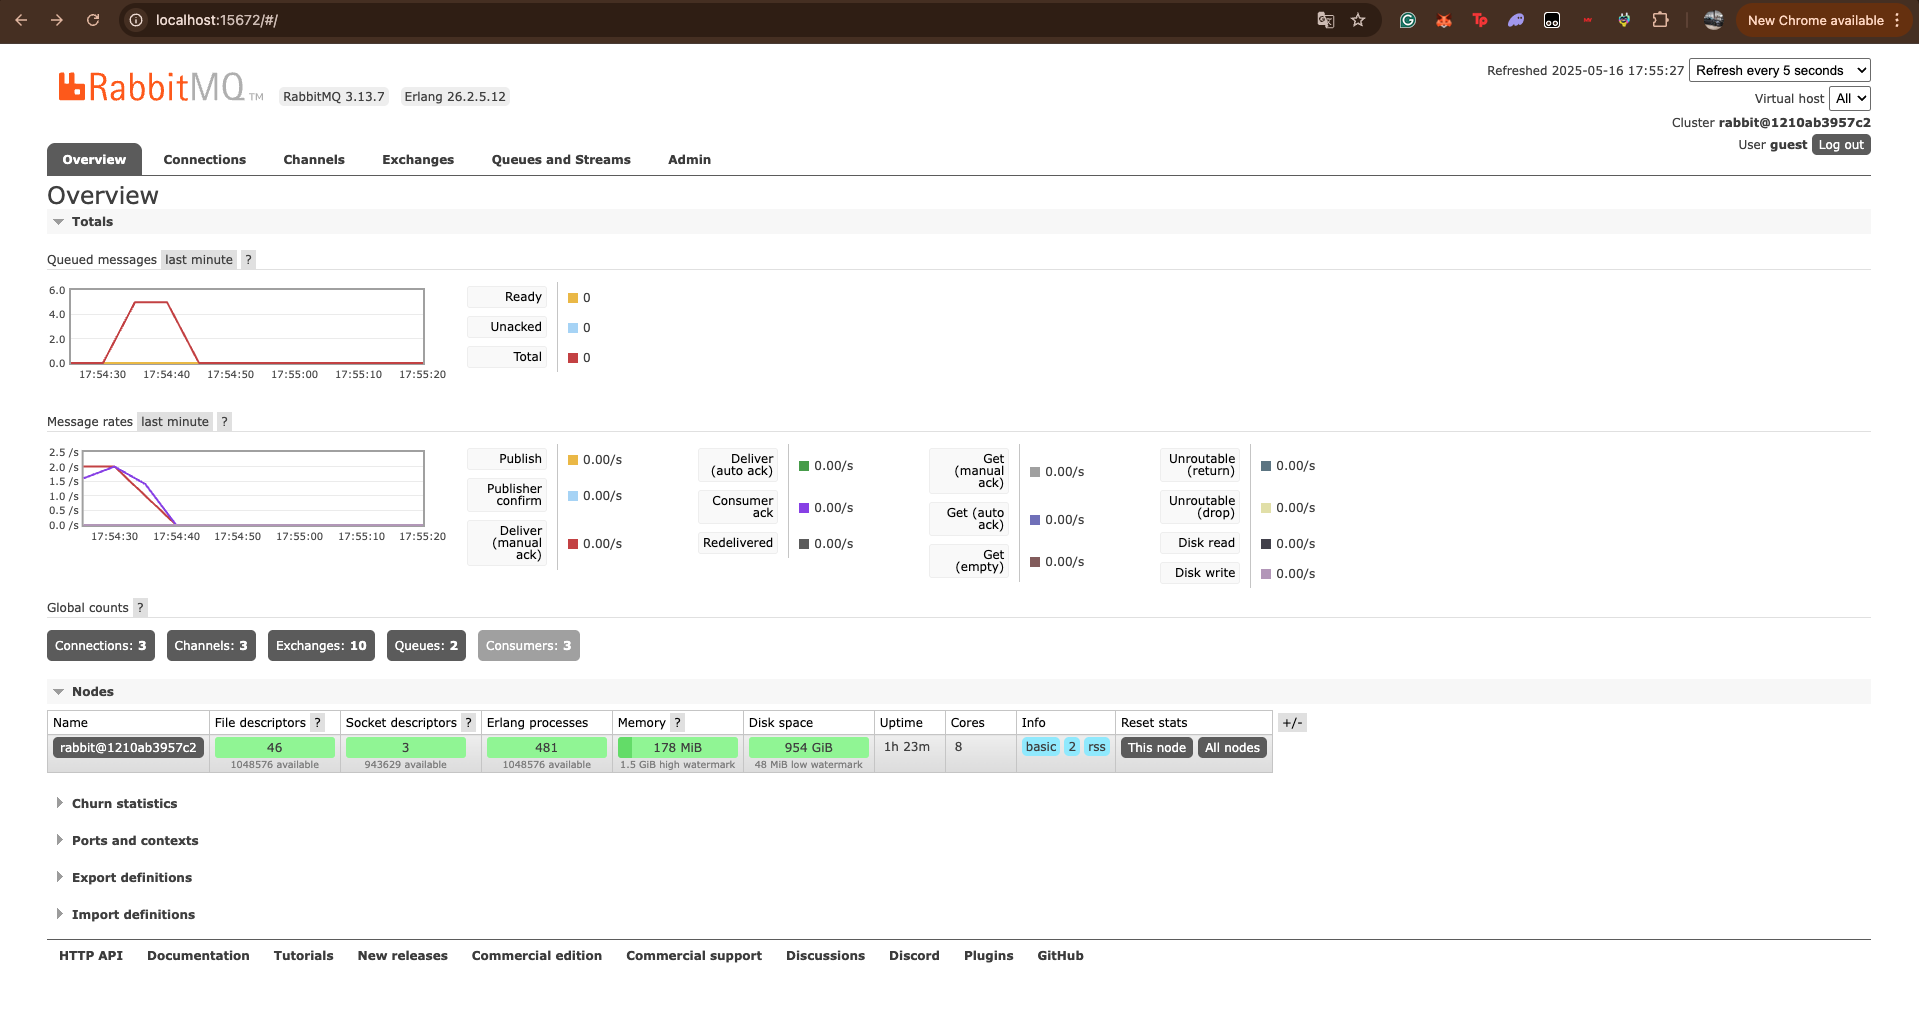 localhost:15672/#/
New Chrome available
RabbitMQ TM RabbitMQ 3.13.7 Erlang 26.2.5.12
Refreshed 2025-05-16 17:55:27 Refresh every 5 seconds
Virtual host All
Cluster rabbit@1210ab3957c2
User guest Log out
Overview Connections Channels Exchanges Queues and Streams Admin
Overview
Totals
Queued messages last minute ?
6.0
4.0
2.0
0.0
17:54:30 17:54:40 17:54:50 17:55:00 17:55:10 17:55:20
Ready 0
Unacked 0
Total 0
Message rates last minute ?
2.5 /s
2.0 /s
1.5 /s
1.0 /s
0.5 /s
0.0 /s
17:54:30 17:54:40 17:54:50 17:55:00 17:55:10 17:55:20
Publish 0.00/s
Publisher
confirm 0.00/s
Deliver
(manual
ack) 0.00/s
Deliver
(auto ack) 0.00/s
Consumer
ack 0.00/s
Redelivered 0.00/s
Get
(manual
ack) 0.00/s
Get (auto
ack) 0.00/s
Get
(empty) 0.00/s
Unroutable
(return) 0.00/s
Unroutable
(drop) 0.00/s
Disk read 0.00/s
Disk write 0.00/s
Global counts ?
Connections: 3 Channels: 3 Exchanges: 10 Queues: 2 Consumers: 3
Nodes
Name File descriptors ? Socket descriptors ? Erlang processes Memory ? Disk space Uptime Cores Info Reset stats +/-
rabbit@1210ab3957c2 46 3 481 178 MiB 954 GiB 1h 23m 8 basic 2 rss This node All nodes
1048576 available 943629 available 1048576 available 1.5 GiB high watermark 48 MiB low watermark
Churn statistics
Ports and contexts
Export definitions
Import definitions
HTTP API Documentation Tutorials New releases Commercial edition Commercial support Discussions Discord Plugins GitHub